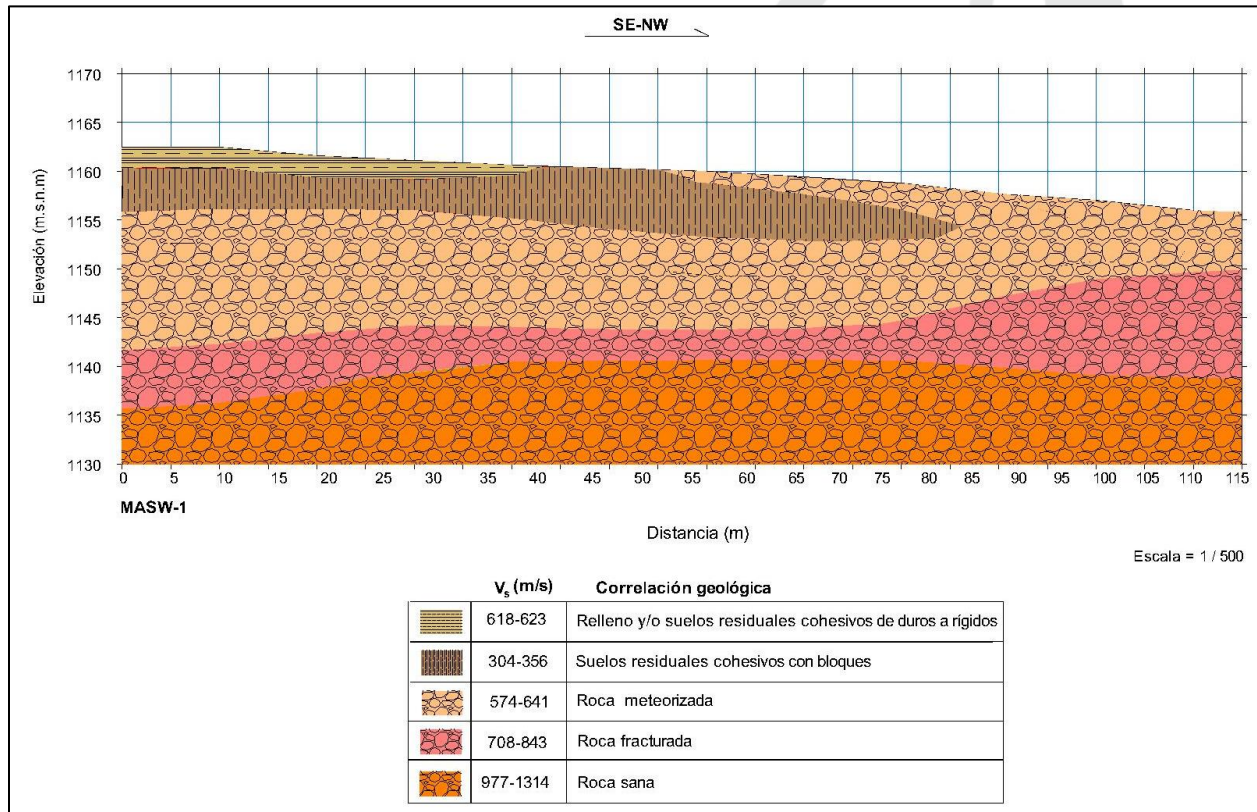 SE-NW
1170
1165
1160
1155
1150
1145
1140
1135
1130
Elevación (m.s.n.m)
0 5 10 15 20 25 30 35 40 45 50 55 60 65 70 75 80 85 90 95 100 105 110 115
MASW-1
Distancia (m)
Escala = 1 / 500
Vs (m/s) Correlación geológica
618-623 Relleno y/o suelos residuales cohesivos de duros a rígidos
304-356 Suelos residuales cohesivos con bloques
574-641 Roca meteorizada
708-843 Roca fracturada
977-1314 Roca sana